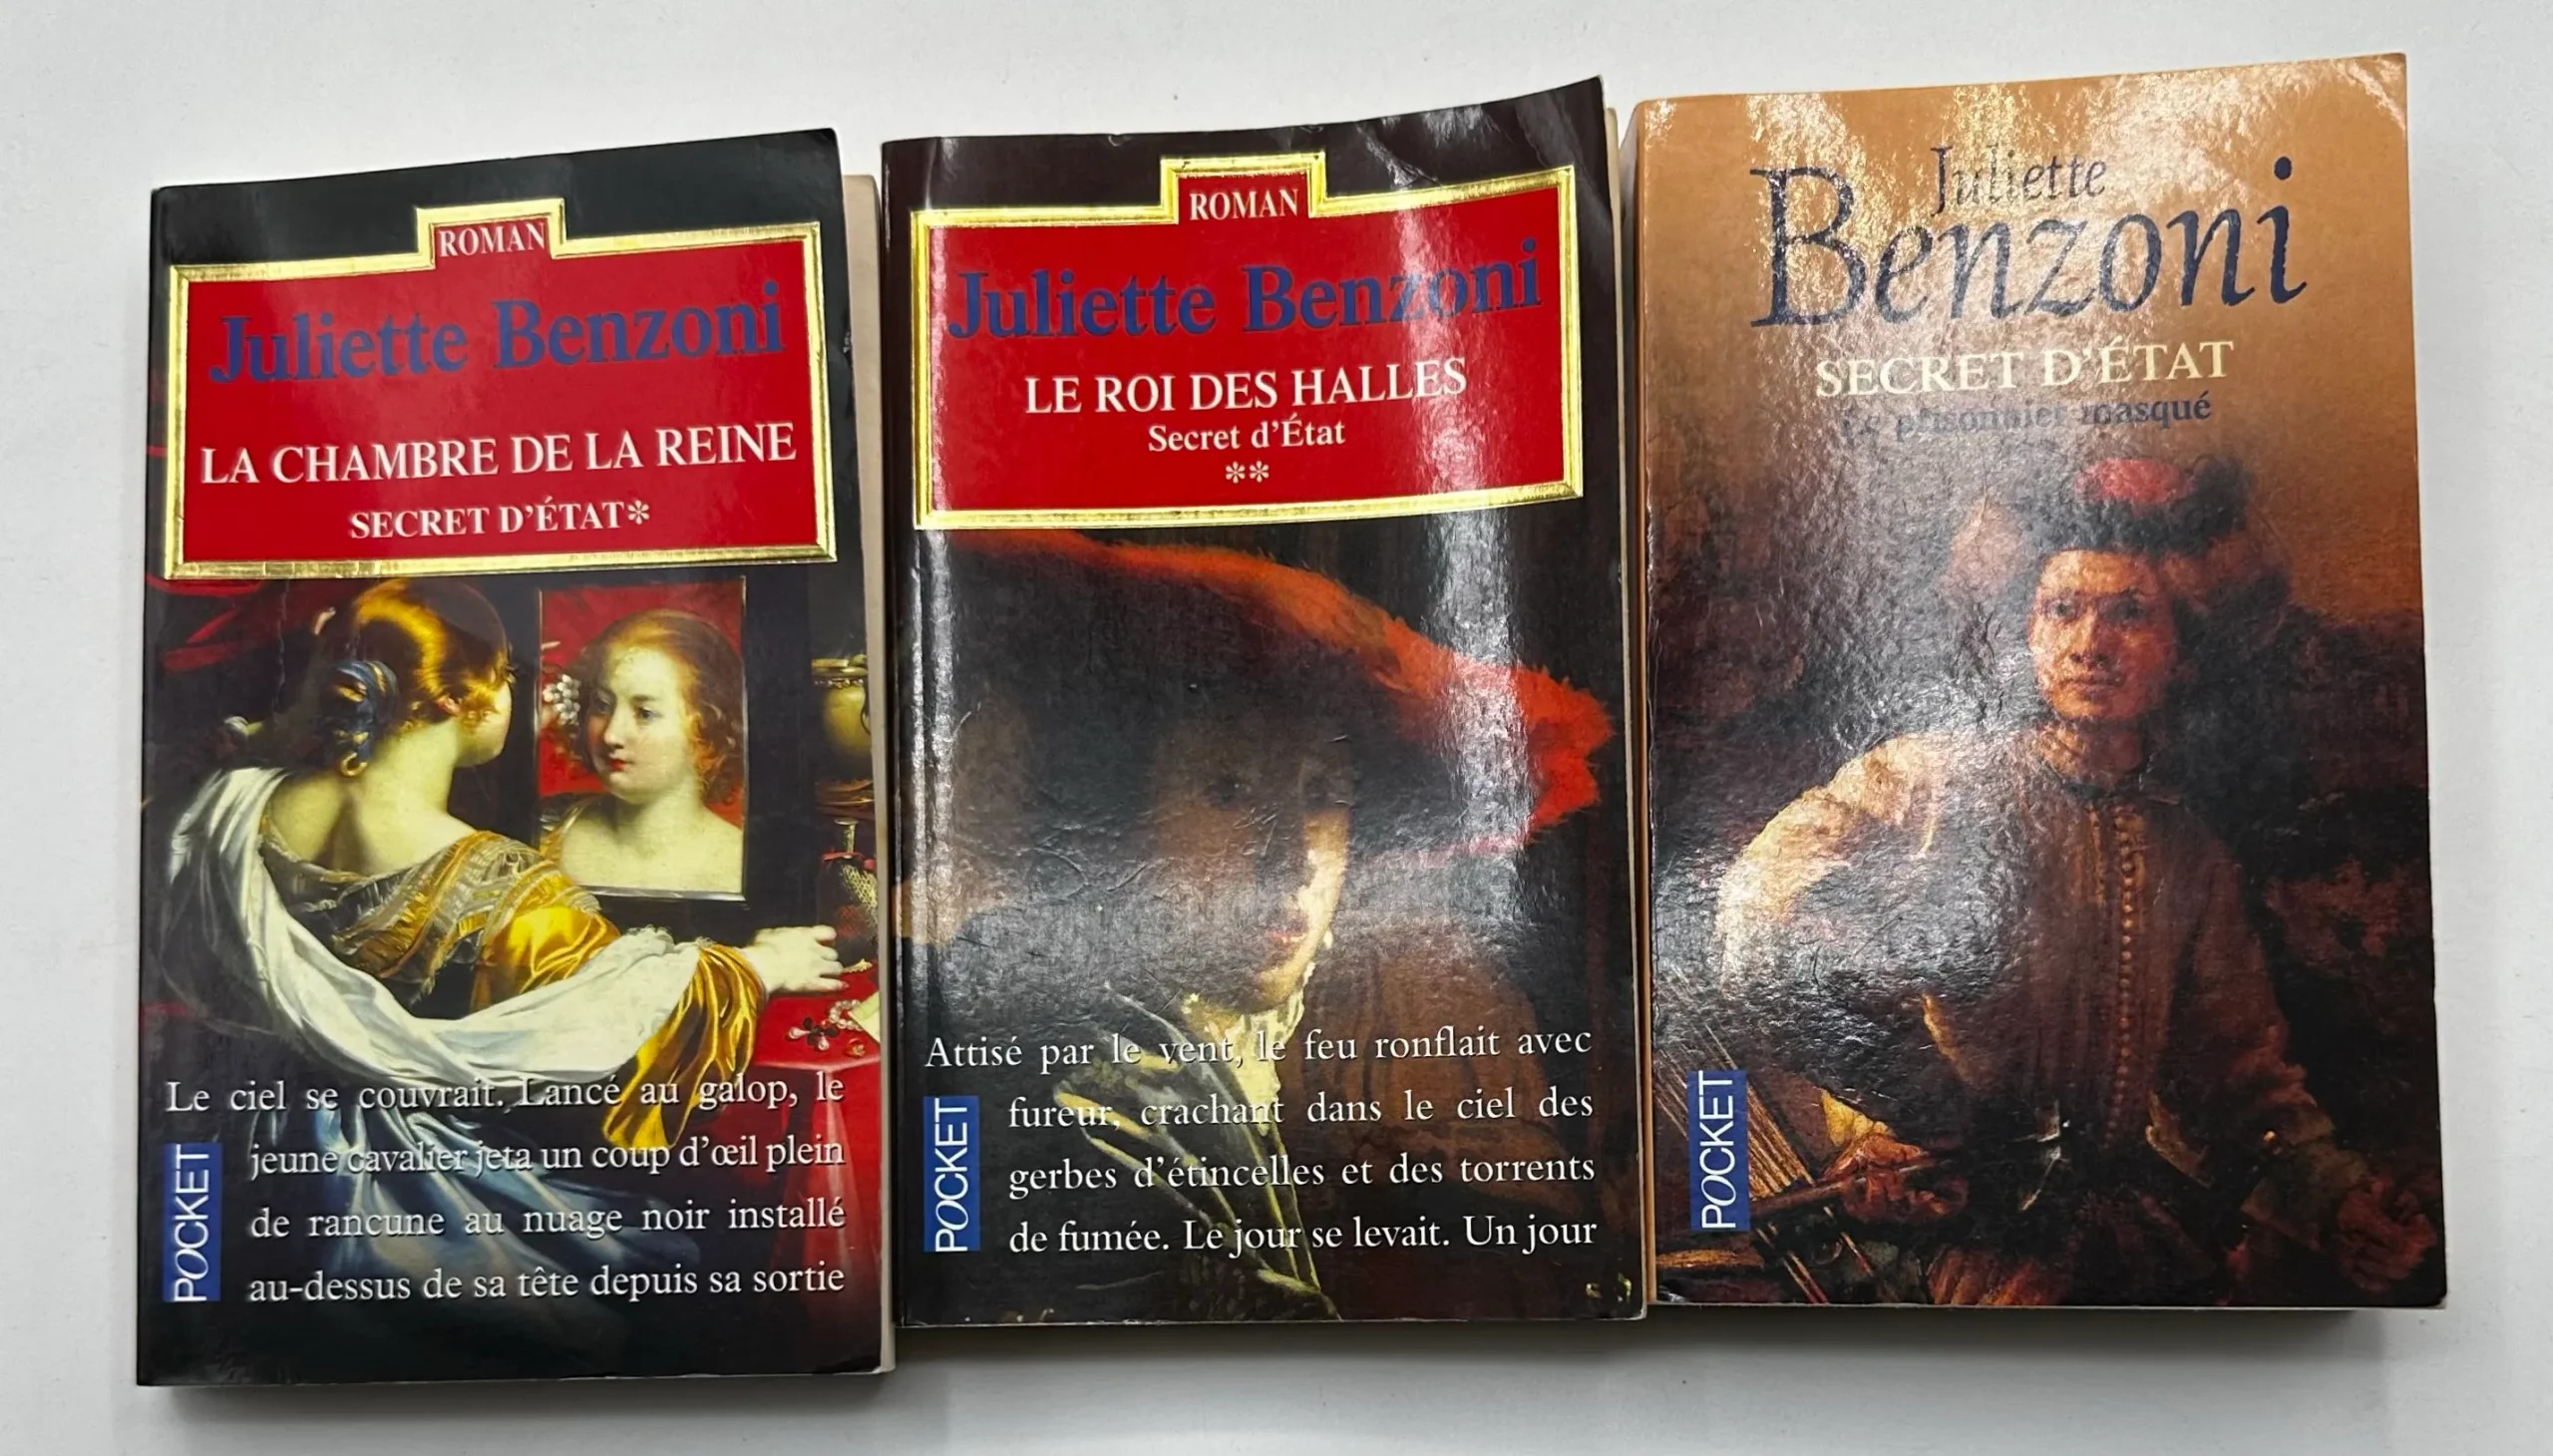 ROMAN
Juliette Benzoni
LA CHAMBRE DE LA REINE
SECRET D'ÉTAT*
Le ciel se couvrait. Lancé au galop, le
jeune cavalier jeta un coup d'œil plein
de rancune au nuage noir installé
au-dessus de sa tête depuis sa sortie
POCKET
ROMAN
Juliette Benzoni
LE ROI DES HALLES
Secret d'État
**
Attisé par le vent, le feu ronflait avec
fureur, crachant dans le ciel des
gerbes d'étincelles et des torrents
de fumée. Le jour se levait. Un jour
POCKET
Juliette
Benzoni
SECRET D'ÉTAT
Le prisonnier masqué
POCKET